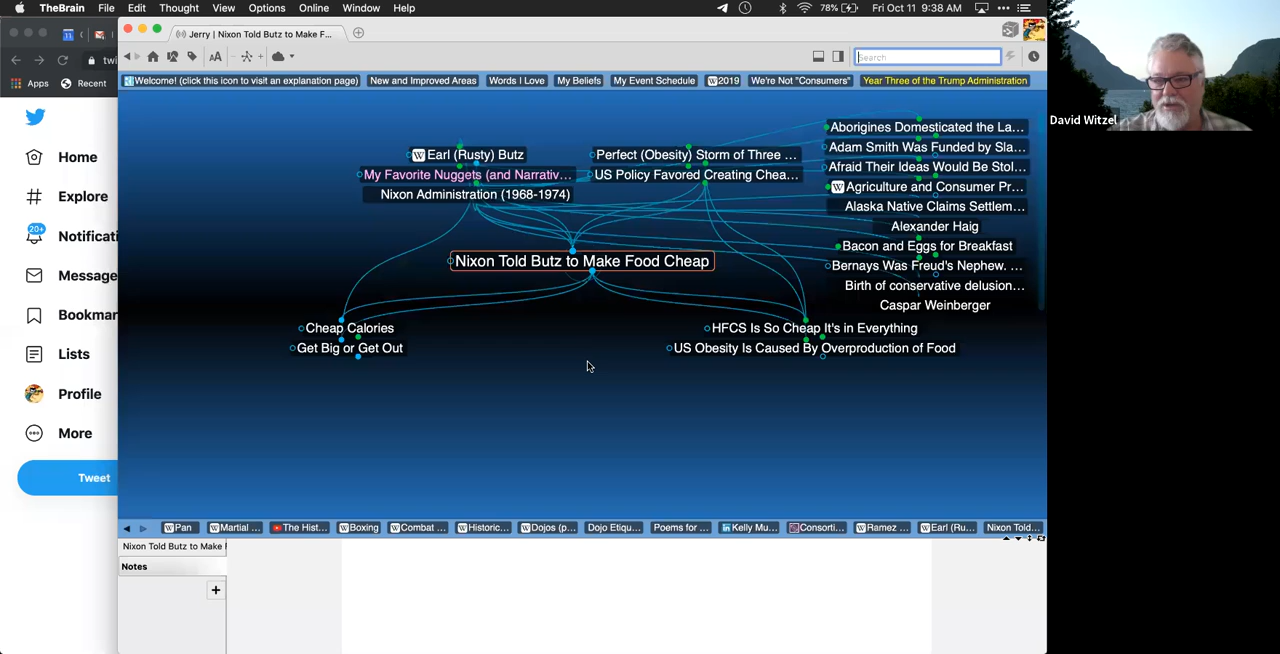 TheBrain File Edit Thought View Options Online Window Help 78% Fri Oct 11 9:38 AM
Jerry | Nixon Told Butz to Make F...
twi
AA
Search
Apps Recent
Welcome! (click this icon to visit an explanation page) New and Improved Areas Words I Love My Beliefs My Event Schedule W 2019 We're Not "Consumers" Year Three of the Trump Administration
David Witzel
Home
Explore
20+
Notificati
Message
Bookmar
Lists
Profile
More
Tweet
W Earl (Rusty) Butz
My Favorite Nuggets (and Narrativ...
Nixon Administration (1968-1974)
Perfect (Obesity) Storm of Three ...
US Policy Favored Creating Chea...
Aborigines Domesticated the La...
Adam Smith Was Funded by Sla...
Afraid Their Ideas Would Be Stol...
W Agriculture and Consumer Pr...
Alaska Native Claims Settlem...
Alexander Haig
Bacon and Eggs for Breakfast
Bernays Was Freud's Nephew. ...
Birth of conservative delusion...
Caspar Weinberger
Nixon Told Butz to Make Food Cheap
Cheap Calories
Get Big or Get Out
HFCS Is So Cheap It's in Everything
US Obesity Is Caused By Overproduction of Food
W Pan W Martial ... The Hist... W Boxing W Combat ... W Historic... W Dojos (p... Dojo Etiqu... Poems for ... in Kelly Mu... Consorti... W Ramez ... W Earl (Ru... Nixon Told...
Nixon Told Butz to Make F
Notes
+